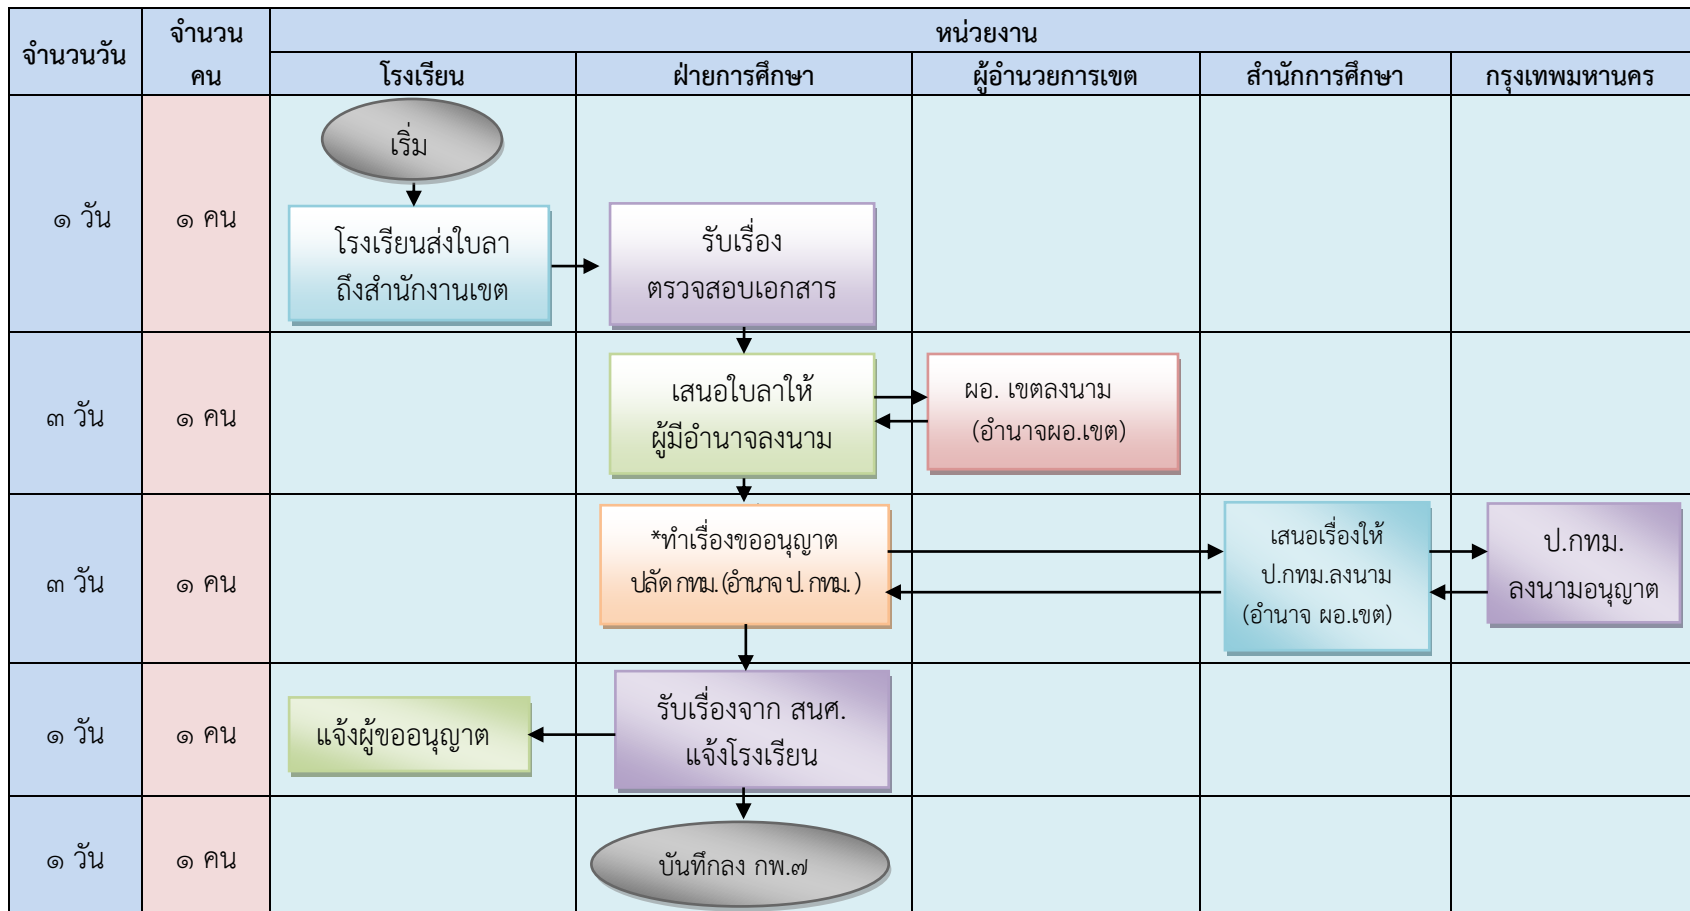 จำนวนวัน
จำนวน
คน
หน่วยงาน
โรงเรียน
ฝ่ายการศึกษา
ผู้อำนวยการเขต
สำนักการศึกษา
กรุงเทพมหานคร
๑ วัน
๑ คน
เริ่ม
โรงเรียนส่งใบลา
ถึงสำนักงานเขต
รับเรื่อง
ตรวจสอบเอกสาร
๓ วัน
๑ คน
เสนอใบลาให้
ผู้มีอำนาจลงนาม
ผอ. เขตลงนาม
(อำนาจผอ.เขต)
๓ วัน
๑ คน
*ทำเรื่องขออนุญาต
ปลัด กทม. (อำนาจ ป. กทม. )
เสนอเรื่องให้
ป.กทม.ลงนาม
(อำนาจ ผอ.เขต)
ป.กทม.
ลงนามอนุญาต
๑ วัน
๑ คน
แจ้งผู้ขออนุญาต
รับเรื่องจาก สนศ.
แจ้งโรงเรียน
๑ วัน
๑ คน
บันทึกลง กพ.๗